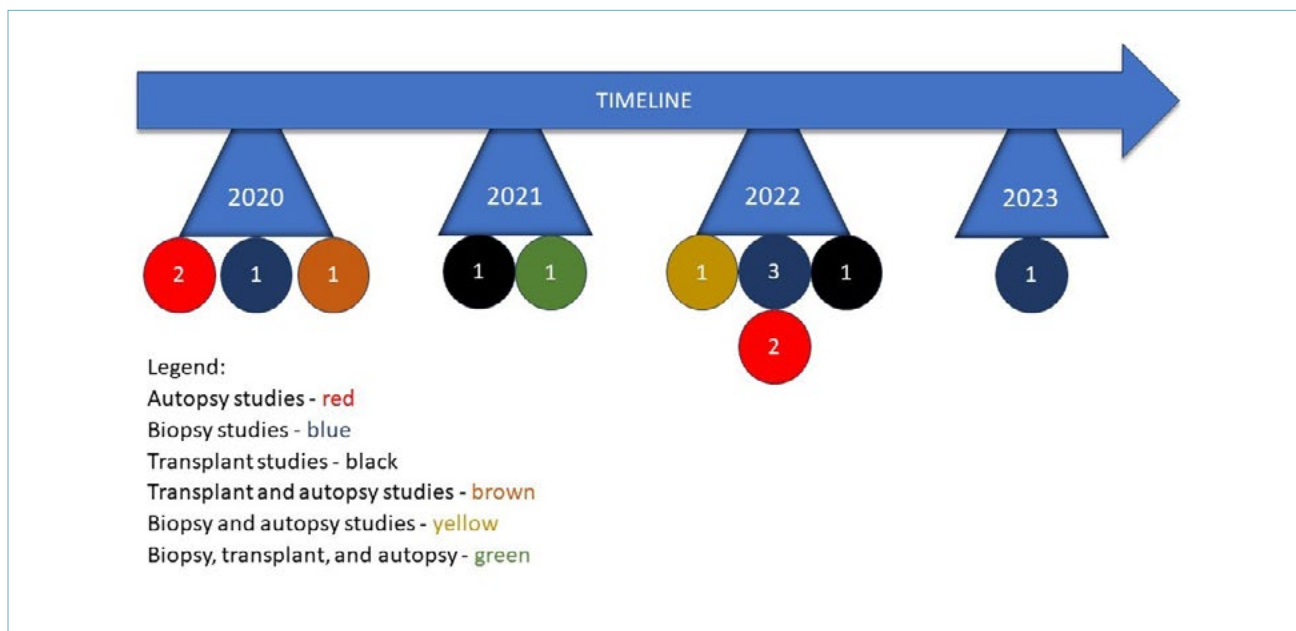 TIMELINE
2020
2021
2022
2023
2 1 1
1 1
1 3 1
1
2
Legend:
Autopsy studies - red
Biopsy studies - blue
Transplant studies - black
Transplant and autopsy studies - brown
Biopsy and autopsy studies - yellow
Biopsy, transplant, and autopsy - green